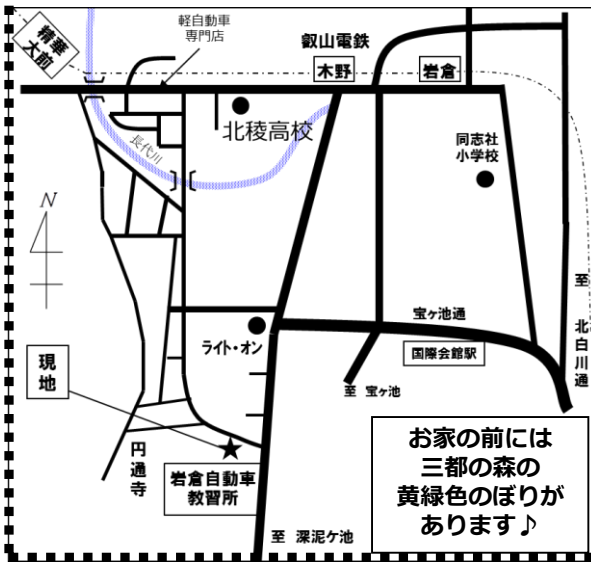 精華
大前
軽自動車
専門店
叡山電鉄
木野
岩倉
北稜高校
同志社
小学校
長代川
N
至 北白川通
宝ヶ池通
国際会館駅
ライト・オン
至 宝ヶ池
現地
円通寺
岩倉自動車
教習所
至 深泥ケ池
お家の前には
三都の森の
黄緑色のぼりが
あります♪